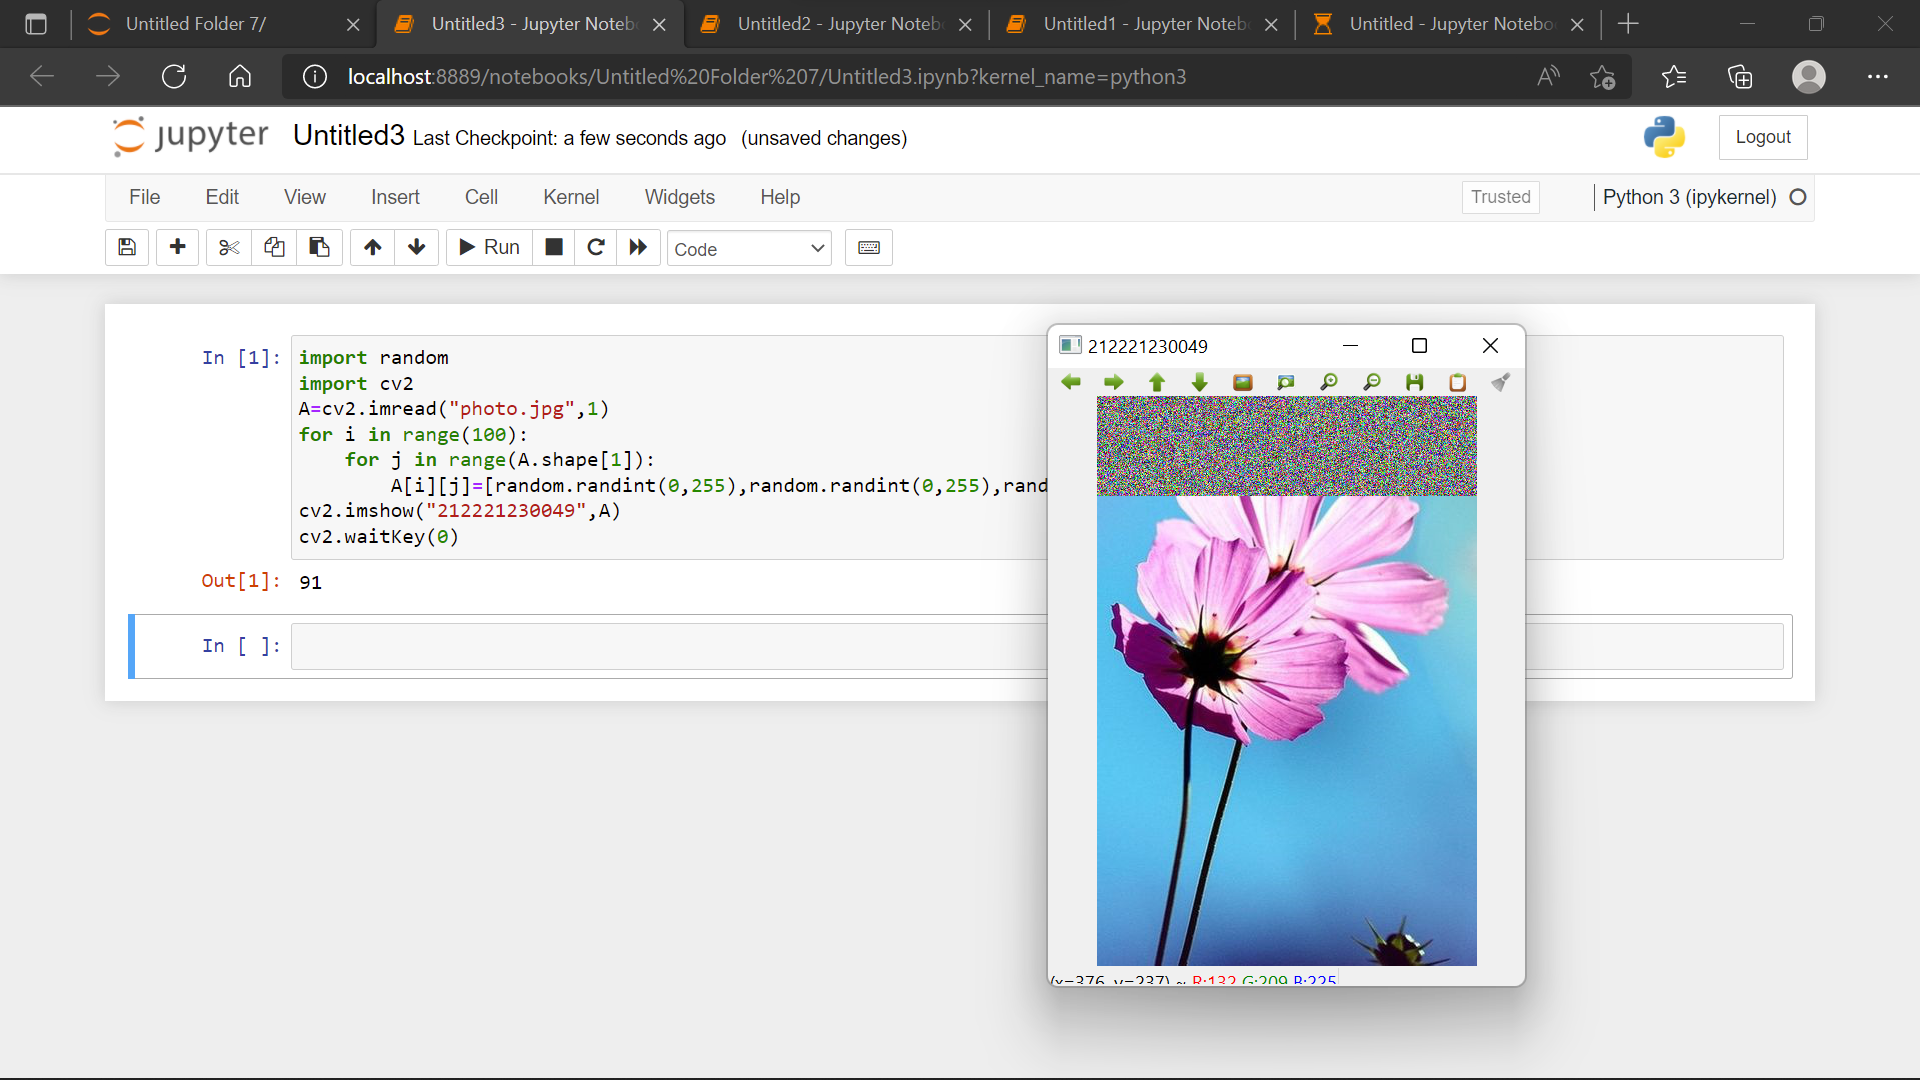 Untitled Folder 7/
Untitled3 - Jupyter Noteb
Untitled2 - Jupyter Noteb
Untitled1 - Jupyter Noteb
Untitled - Jupyter Notebo
localhost:8889/notebooks/Untitled%20Folder%207/Untitled3.ipynb?kernel_name=python3
jupyter Untitled3 Last Checkpoint: a few seconds ago (unsaved changes)
Logout
File Edit View Insert Cell Kernel Widgets Help
Trusted
Python 3 (ipykernel)
Run
Code
In [1]:
import random
import cv2
A=cv2.imread("photo.jpg",1)
for i in range(100):
for j in range(A.shape[1]):
A[i][j]=[random.randint(0,255),random.randint(0,255),rand
cv2.imshow("212221230049",A)
cv2.waitKey(0)
Out[1]: 91
In [ ]:
212221230049
(x=376, y=237) ~ R:132 G:209 B:225